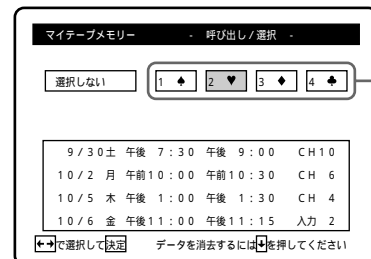 マイテープメモリー - 呼び出し/選択 -
選択しない 1 ♠ 2 ♥ 3 ♦ 4 ♣
9/30土 午後 7:30 午後 9:00 CH10
10/2 月 午前10:00 午前10:30 CH 6
10/5 木 午後 1:00 午後 1:30 CH 4
10/6 金 午後11:00 午後11:15 入力 2
←→で選択して決定 データを消去するには↓を押してください